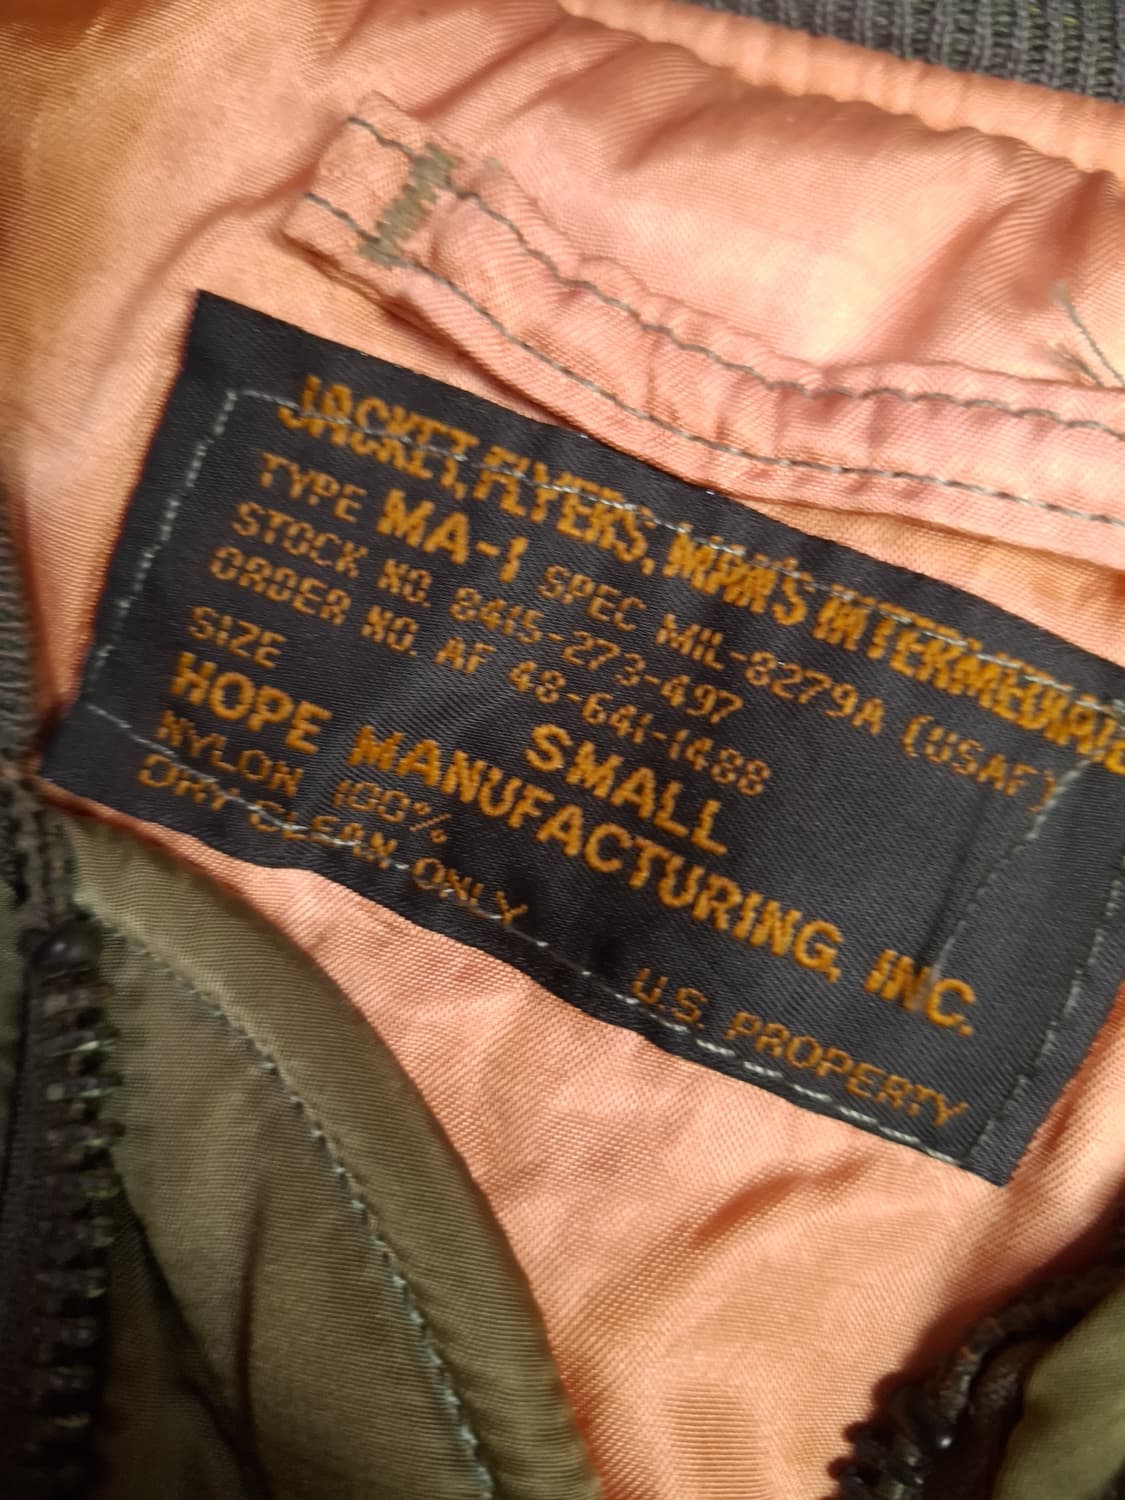 JACKET, FLYERS, MAN'S INTERMEDIATE
TYPE MA-1 SPEC MIL-8279A (USAF)
STOCK NO. 8415-273-497
ORDER NO. AF 48-641-1488
SIZE SMALL
HOPE MANUFACTURING, INC.
NYLON 100%
DRY CLEAN ONLY
U.S. PROPERTY